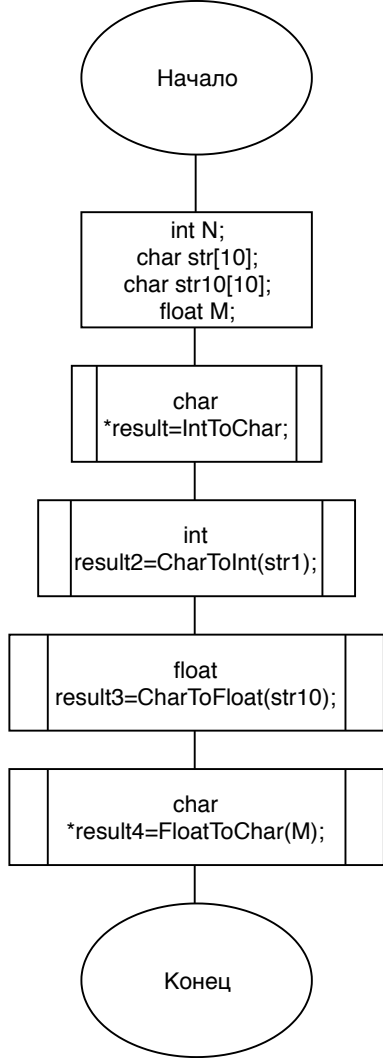 Начало
int N;
char str[10];
char str10[10];
float M;
char
*result=IntToChar;
int
result2=CharToInt(str1);
float
result3=CharToFloat(str10);
char
*result4=FloatToChar(M);
Конец